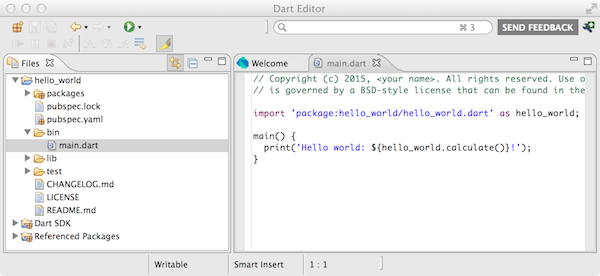 Dart Editor
⌘ 3
SEND FEEDBACK
Files
hello_world
packages
pubspec.lock
pubspec.yaml
bin
main.dart
lib
test
CHANGELOG.md
LICENSE
README.md
Dart SDK
Referenced Packages
Welcome
main.dart
// Copyright (c) 2015, <your name>. All rights reserved. Use o
// is governed by a BSD-style license that can be found in the
import 'package:hello_world/hello_world.dart' as hello_world;
main() {
  print('Hello world: ${hello_world.calculate()}!');
}
Writable
Smart Insert
1 : 1